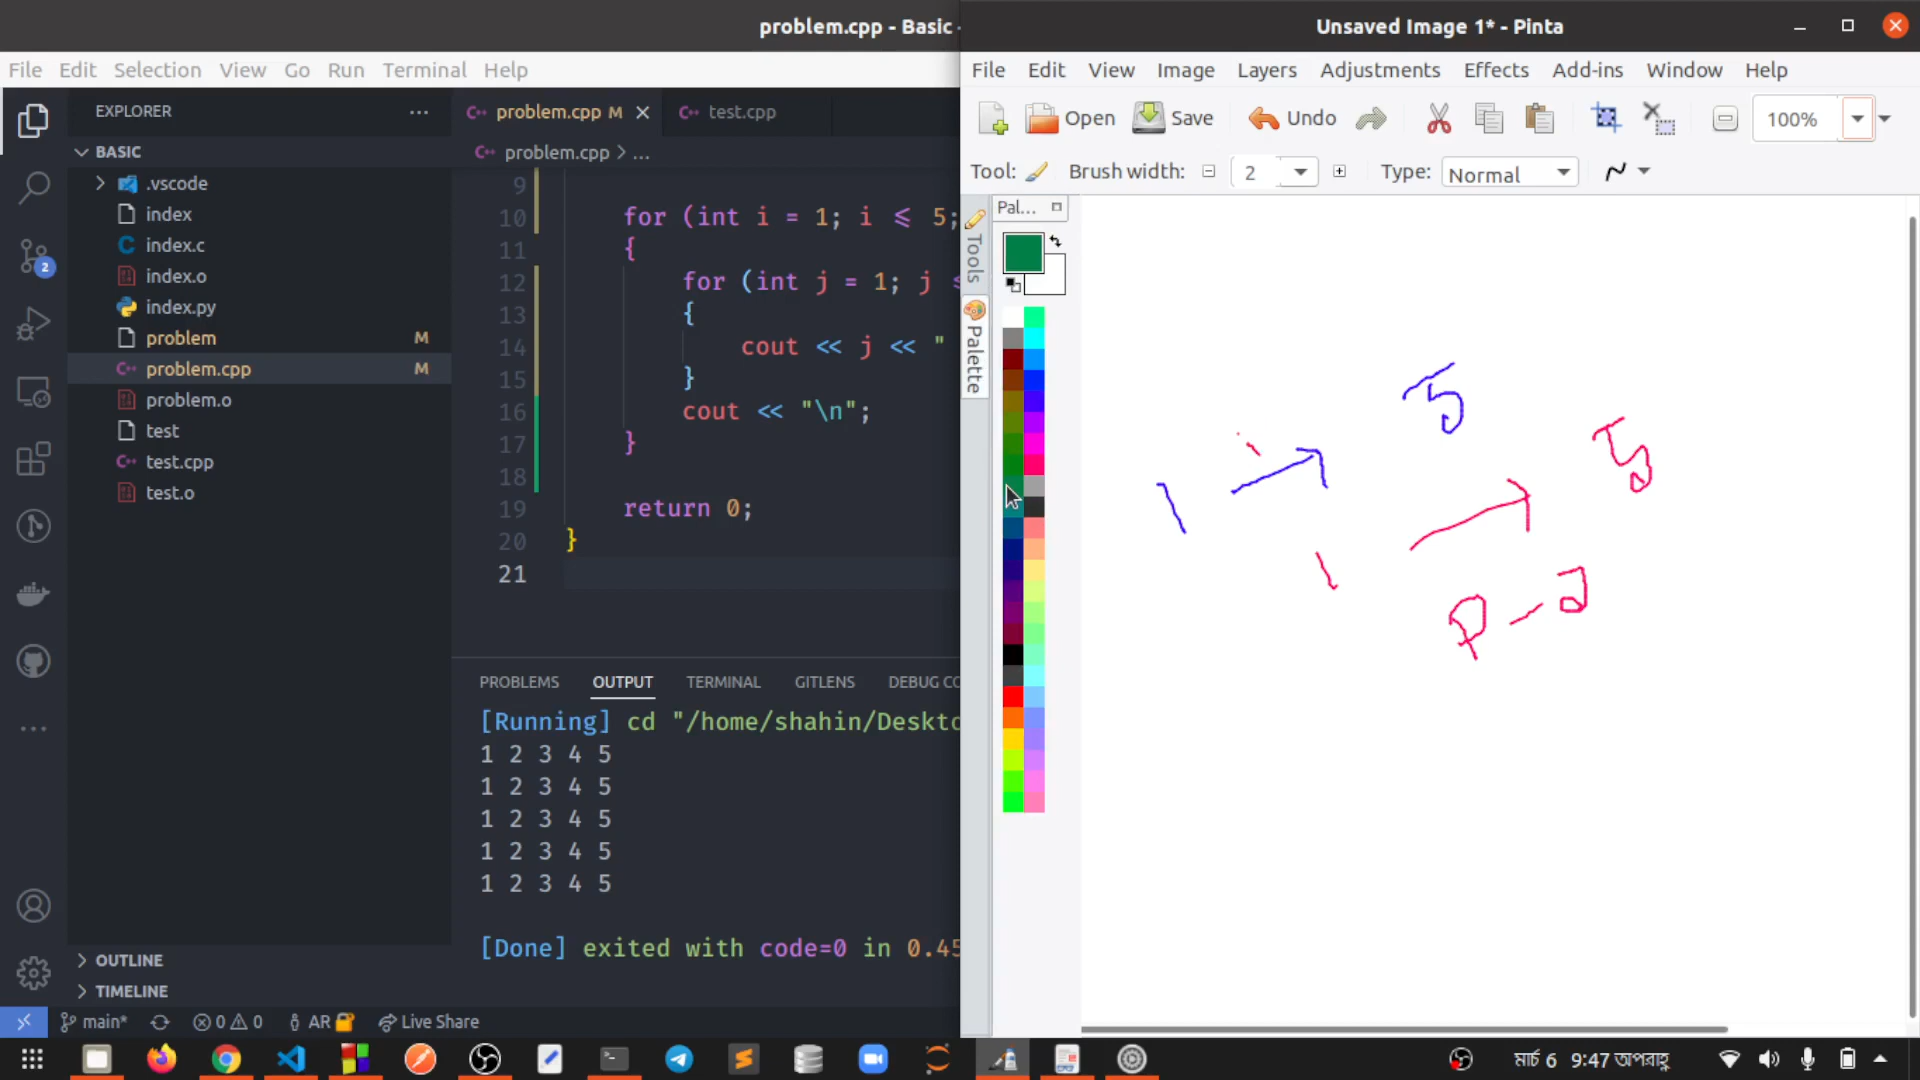 problem.cpp - Basic -
File Edit Selection View Go Run Terminal Help
EXPLORER
BASIC
.vscode
index
index.c
index.o
index.py
problem M
problem.cpp M
problem.o
test
test.cpp
test.o
OUTLINE
TIMELINE
2
problem.cpp M
test.cpp
problem.cpp > ...
9
10 for (int i = 1; i ≤ 5;
11 {
12 for (int j = 1; j ≤
13 {
14 cout << j << "
15 }
16 cout << "\n";
17 }
18
19 return 0;
20 }
21
PROBLEMS OUTPUT TERMINAL GITLENS DEBUG CO
[Running] cd "/home/shahin/Deskto
1 2 3 4 5
1 2 3 4 5
1 2 3 4 5
1 2 3 4 5
1 2 3 4 5
[Done] exited with code=0 in 0.45
main* 0 0 AR Live Share
Unsaved Image 1* - Pinta
File Edit View Image Layers Adjustments Effects Add-ins Window Help
Open Save Undo 100%
Tool: Brush width: 2 Type: Normal
Pal...
Tools
Palette
5
i
1
5
1
মার্চ 6 9:47 অপরাহ্ণ